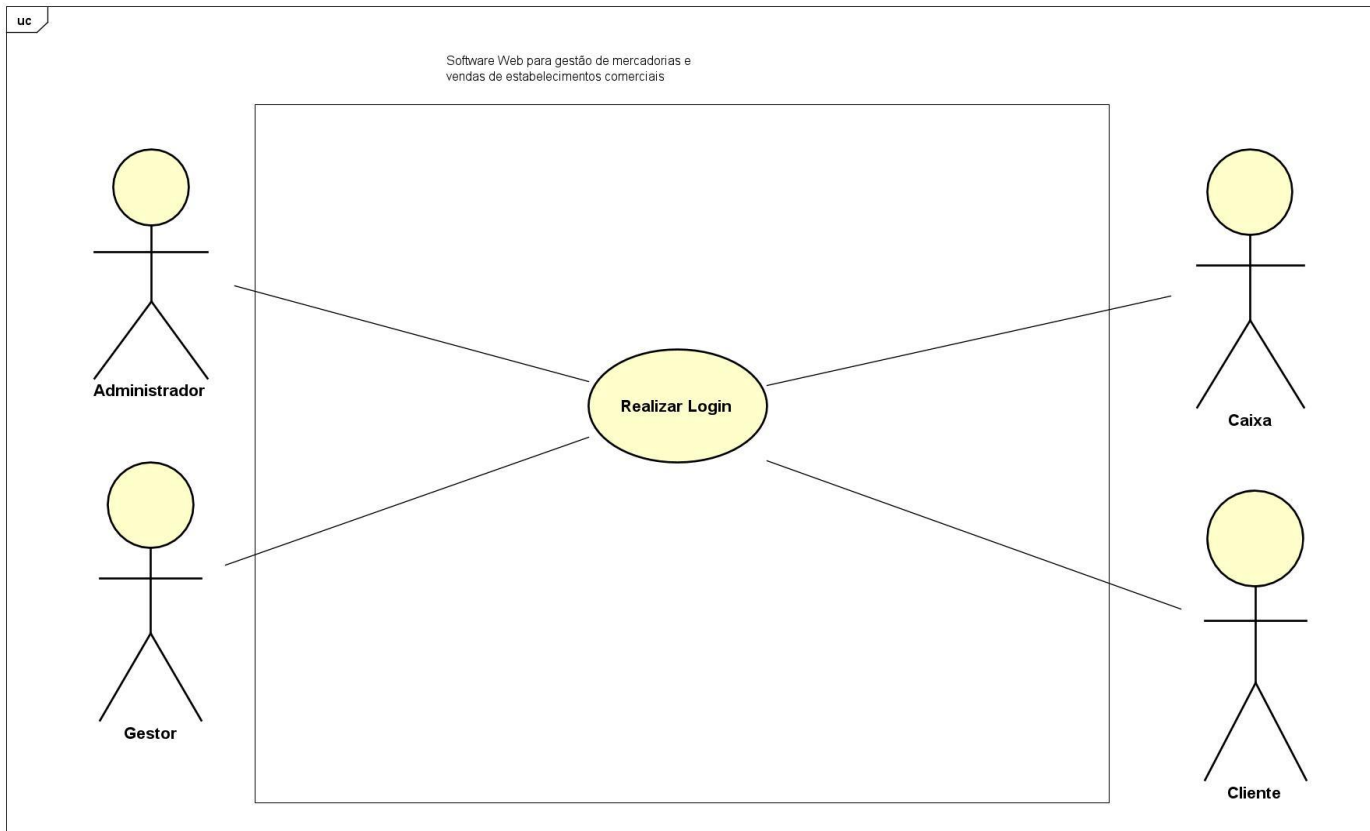 uc
Software Web para gestão de mercadorias e
vendas de estabelecimentos comerciais
Administrador
Realizar Login
Caixa
Gestor
Cliente